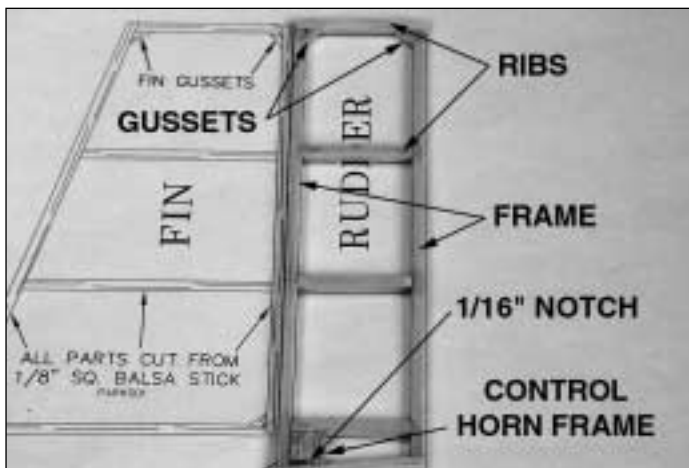 RIBS
FIN GUSSETS
GUSSETS
FIN
RUDDER
FRAME
1/16" NOTCH
ALL PARTS CUT FROM
1/8" SQ. BALSA STICK
CONTROL
HORN FRAME